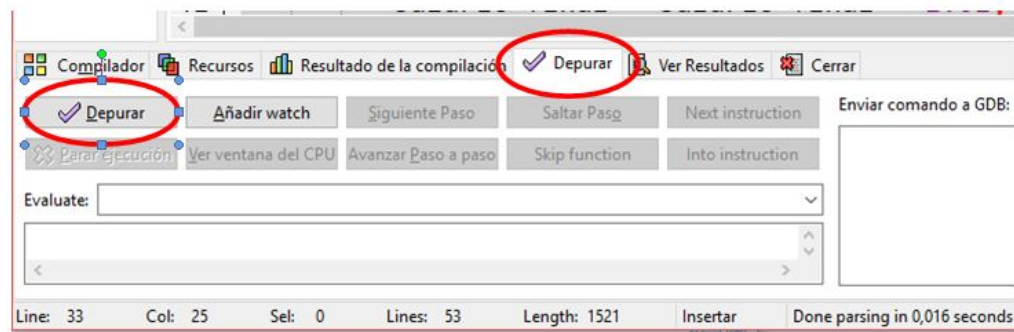 Compilador Recursos Resultado de la compilación Depurar Ver Resultados Cerrar
Depurar Añadir watch Siguiente Paso Saltar Paso Next instruction Enviar comando a GDB:
Parar ejecución Ver ventana del CPU Avanzar Paso a paso Skip function Into instruction
Evaluate:
Line: 33 Col: 25 Sel: 0 Lines: 53 Length: 1521 Insertar Done parsing in 0,016 seconds